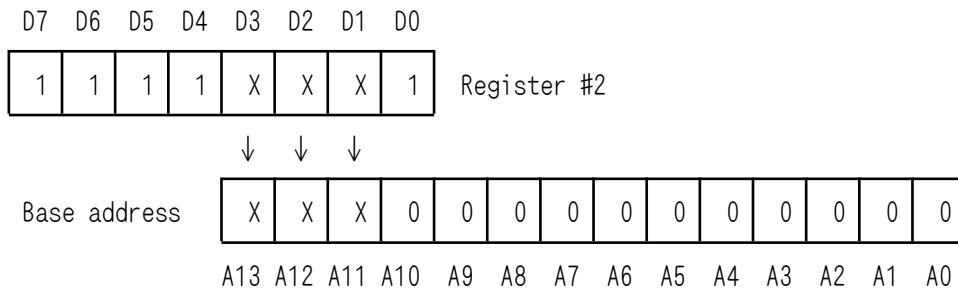 D7 D6 D5 D4 D3 D2 D1 D0
1 1 1 1 X X X 1 Register #2
↓ ↓ ↓
Base address X X X 0 0 0 0 0 0 0 0 0 0 0
A13 A12 A11 A10 A9 A8 A7 A6 A5 A4 A3 A2 A1 A0